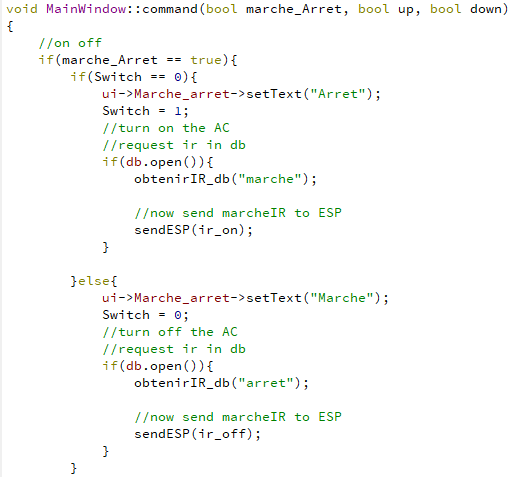 void MainWindow::command(bool marche_Arret, bool up, bool down)
{
    //on off
    if(marche_Arret == true){
        if(Switch == 0){
            ui->Marche_arret->setText("Arret");
            Switch = 1;
            //turn on the AC
            //request ir in db
            if(db.open()){
                obtenirIR_db("marche");

                //now send marcheIR to ESP
                sendESP(ir_on);
            }

        }else{
            ui->Marche_arret->setText("Marche");
            Switch = 0;
            //turn off the AC
            //request ir in db
            if(db.open()){
                obtenirIR_db("arret");

                //now send marcheIR to ESP
                sendESP(ir_off);
            }
        }